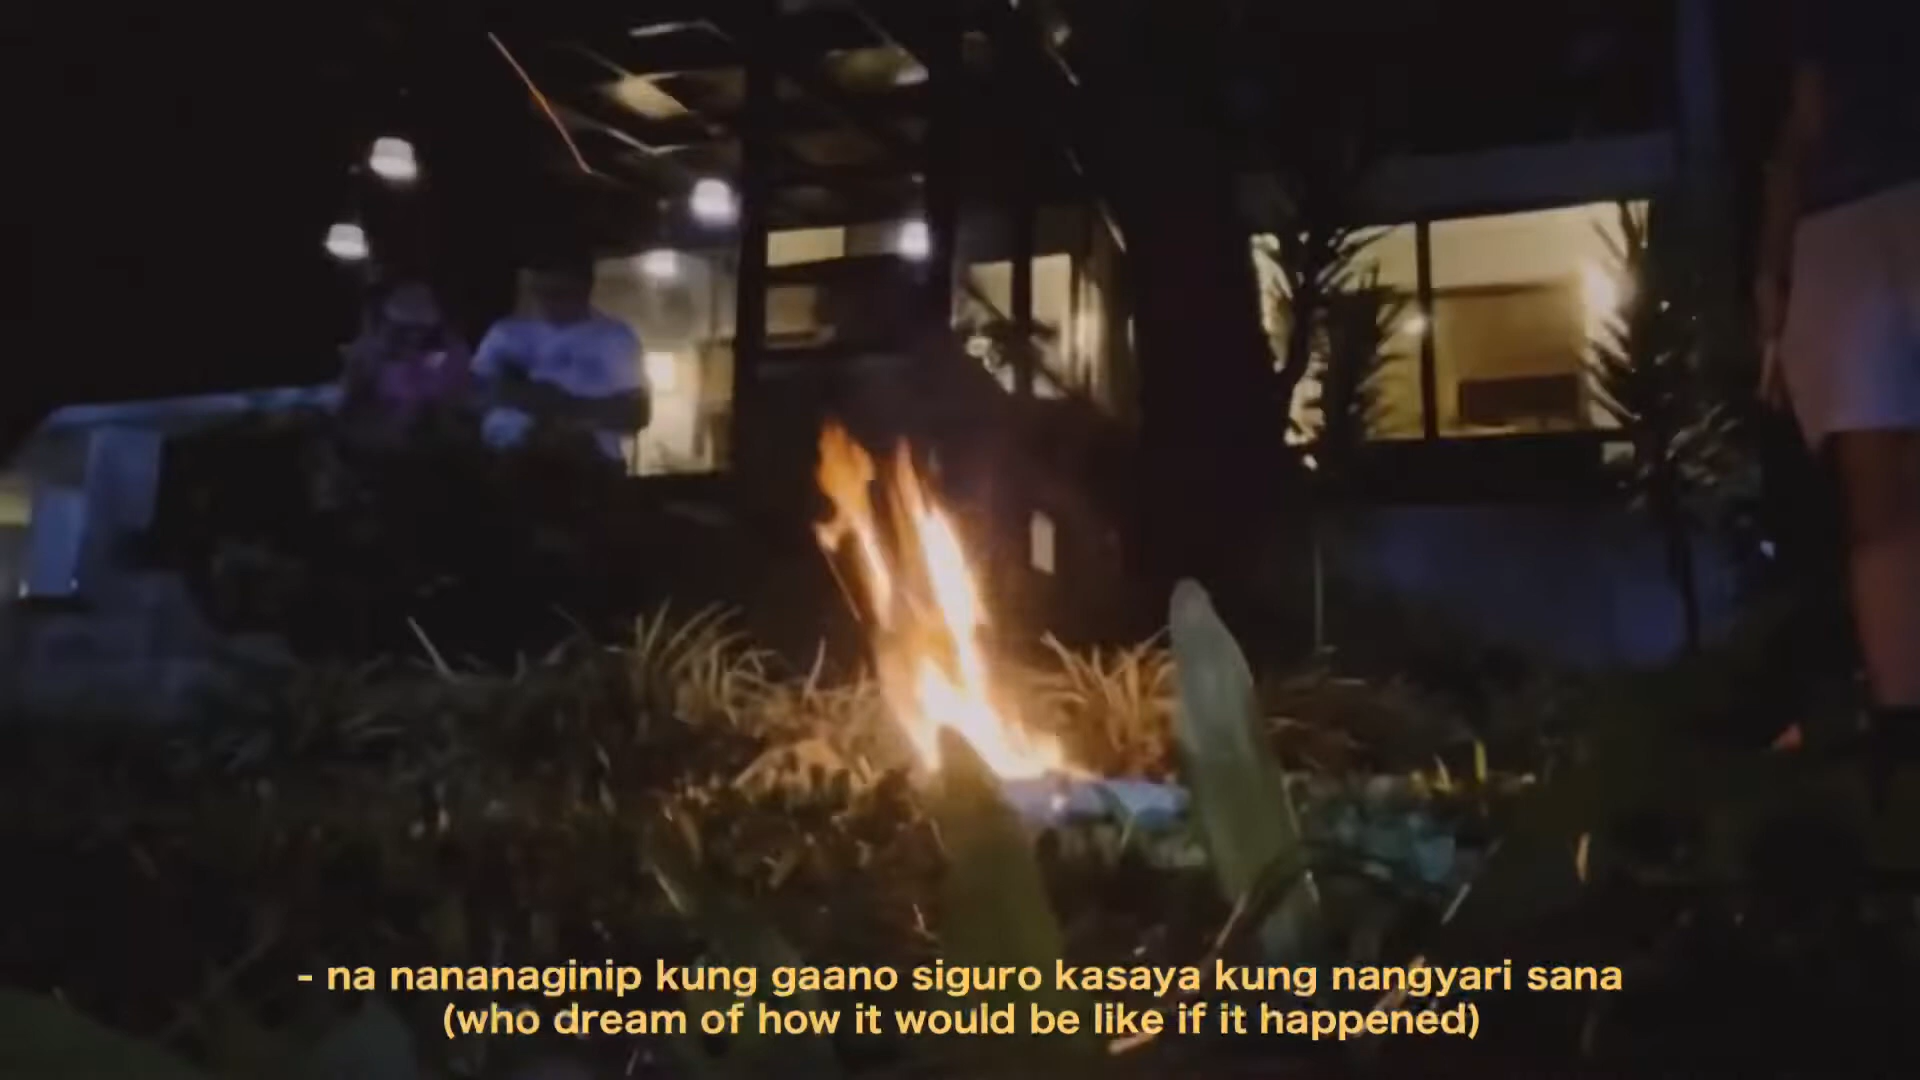 - na nananaginip kung gaano siguro kasaya kung nangyari sana
(who dream of how it would be like if it happened)